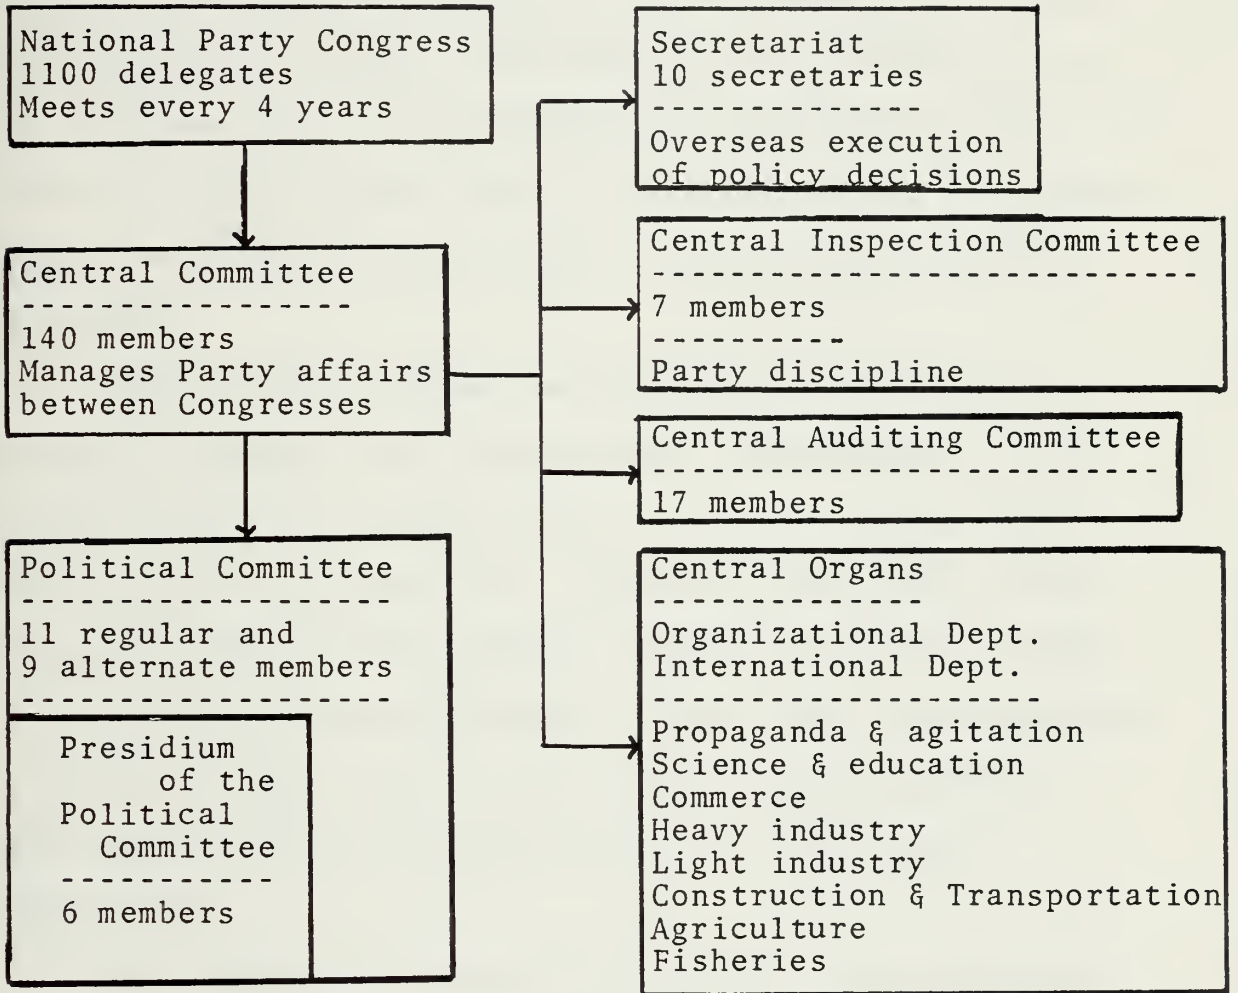 National Party Congress
1100 delegates
Meets every 4 years
Central Committee
140 members
Manages Party affairs
between Congresses
Political Committee
11 regular and
9 alternate members
Presidium
of the
Political
Committee
6 members
Secretariat
10 secretaries
Overseas execution
of policy decisions
Central Inspection Committee
7 members
Party discipline
Central Auditing Committee
17 members
Central Organs
Organizational Dept.
International Dept.
Propaganda & agitation
Science & education
Commerce
Heavy industry
Light industry
Construction & Transportation
Agriculture
Fisheries